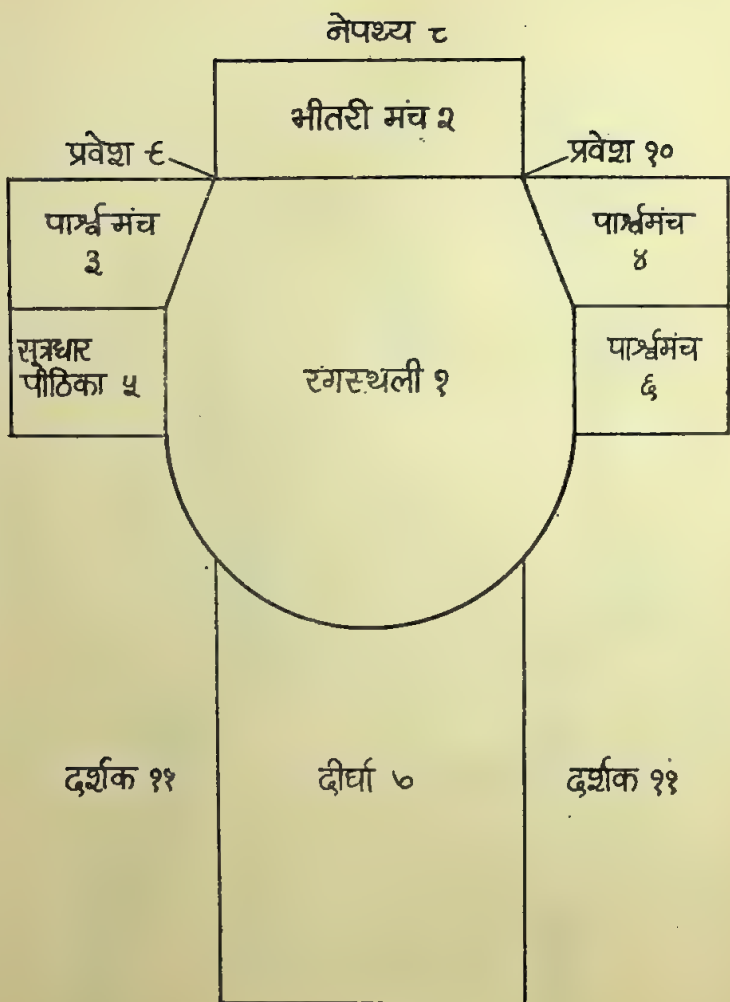 नेपथ्य ८
भीतरी मंच २
प्रवेश ९
प्रवेश १०
पार्श्व मंच
३
पार्श्वमंच
४
सूत्रधार
पीठिका ५
रंगस्थली १
पार्श्वमंच
६
दर्शक ११
दीर्घा ७
दर्शक ११